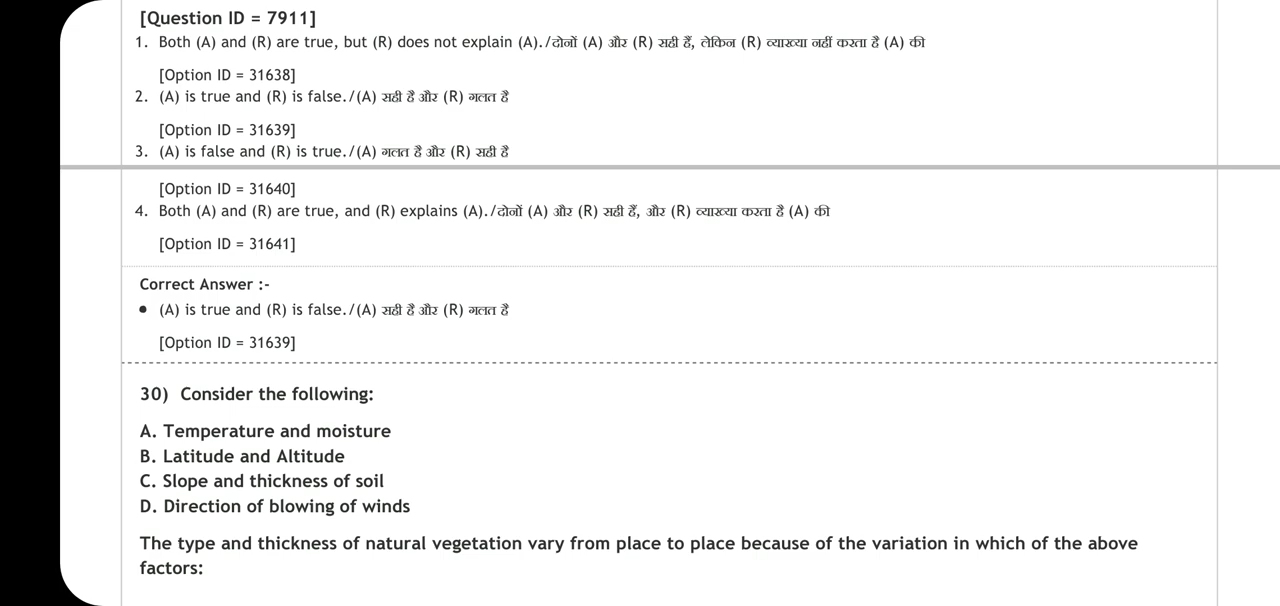 [Question ID = 7911]
1. Both (A) and (R) are true, but (R) does not explain (A)./दोनों (A) और (R) सही हैं, लेकिन (R) व्याख्या नहीं करता है (A) की
[Option ID = 31638]
2. (A) is true and (R) is false./(A) सही है और (R) गलत है
[Option ID = 31639]
3. (A) is false and (R) is true./(A) गलत है और (R) सही है
[Option ID = 31640]
4. Both (A) and (R) are true, and (R) explains (A)./दोनों (A) और (R) सही हैं, और (R) व्याख्या करता है (A) की
[Option ID = 31641]
Correct Answer :-
• (A) is true and (R) is false./(A) सही है और (R) गलत है
[Option ID = 31639]
30) Consider the following:
A. Temperature and moisture
B. Latitude and Altitude
C. Slope and thickness of soil
D. Direction of blowing of winds
The type and thickness of natural vegetation vary from place to place because of the variation in which of the above
factors: